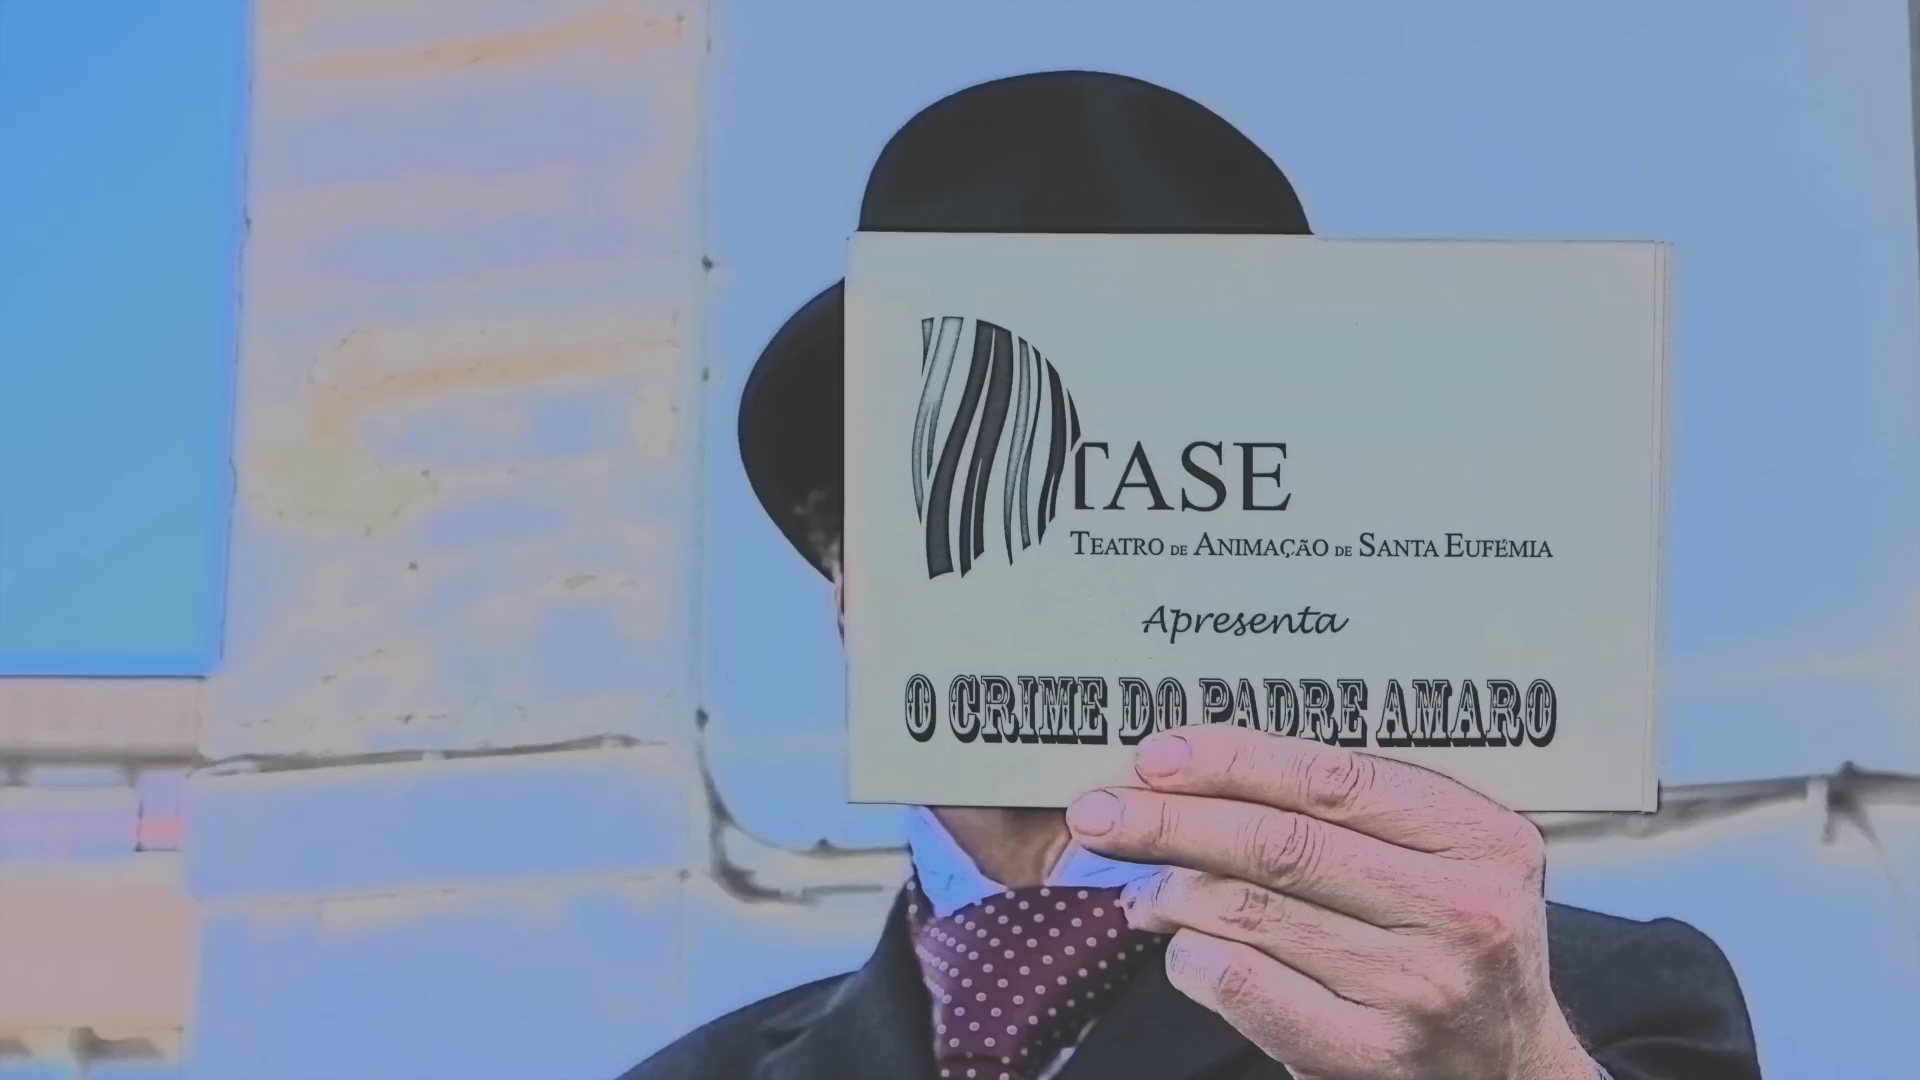 TASE
TEATRO DE ANIMAÇÃO DE SANTA EUFÉMIA
Apresenta
O CRIME DO PADRE AMARO